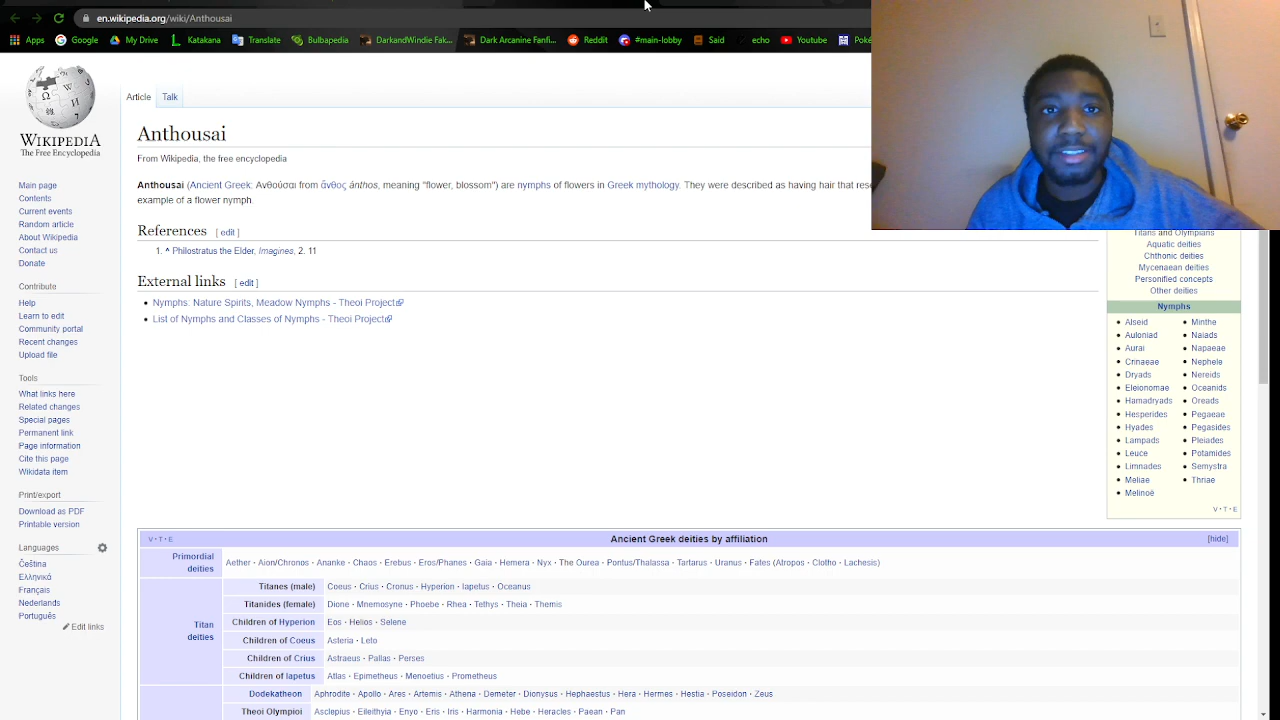 en.wikipedia.org/wiki/Anthousai
Apps Google My Drive Katakana Translate Bulbapedia DarkandWindie Fak... Dark Arcanine Fanfi... Reddit #main-lobby Said echo Youtube
WIKIPEDIA
The Free Encyclopedia
Main page
Contents
Current events
Random article
About Wikipedia
Contact us
Donate
Contribute
Help
Learn to edit
Community portal
Recent changes
Upload file
Tools
What links here
Related changes
Special pages
Permanent link
Page information
Cite this page
Wikidata item
Print/export
Download as PDF
Printable version
Languages
Čeština
Ελληνικά
Français
Nederlands
Português
Edit links
Article Talk
Anthousai
From Wikipedia, the free encyclopedia
Anthousai (Ancient Greek: Ανθούσαι from ἄνθος ánthos, meaning "flower, blossom") are nymphs of flowers in Greek mythology. They were described as having hair that
example of a flower nymph.
References [ edit ]
1. ^ Philostratus the Elder, Imagines, 2. 11
External links [ edit ]
• Nymphs: Nature Spirits, Meadow Nymphs - Theoi Project
• List of Nymphs and Classes of Nymphs - Theoi Project
Titans and Olympians
Aquatic deities
Chthonic deities
Mycenaean deities
Personified concepts
Other deities
Nymphs
• Alseid • Minthe
• Auloniad • Naiads
• Aurai • Napaeae
• Crinaeae • Nephele
• Dryads • Nereids
• Eleionomae • Oceanids
• Hamadryads • Oreads
• Hesperides • Pegaeae
• Hyades • Pegasides
• Lampads • Pleiades
• Leuce • Potamides
• Limnades • Semystra
• Meliae • Thriae
• Melinoë
V·T·E
V·T·E Ancient Greek deities by affiliation [hide]
Primordial deities Aether · Aion/Chronos · Ananke · Chaos · Erebus · Eros/Phanes · Gaia · Hemera · Nyx · The Ourea · Pontus/Thalassa · Tartarus · Uranus · Fates (Atropos · Clotho · Lachesis)
Titan deities
Titanes (male) Coeus · Crius · Cronus · Hyperion · Iapetus · Oceanus
Titanides (female) Dione · Mnemosyne · Phoebe · Rhea · Tethys · Theia · Themis
Children of Hyperion Eos · Helios · Selene
Children of Coeus Asteria · Leto
Children of Crius Astraeus · Pallas · Perses
Children of Iapetus Atlas · Epimetheus · Menoetius · Prometheus
Dodekatheon Aphrodite · Apollo · Ares · Artemis · Athena · Demeter · Dionysus · Hephaestus · Hera · Hermes · Hestia · Poseidon · Zeus
Theoi Olympioi Asclepius · Eileithyia · Enyo · Eris · Iris · Harmonia · Hebe · Heracles · Paean · Pan